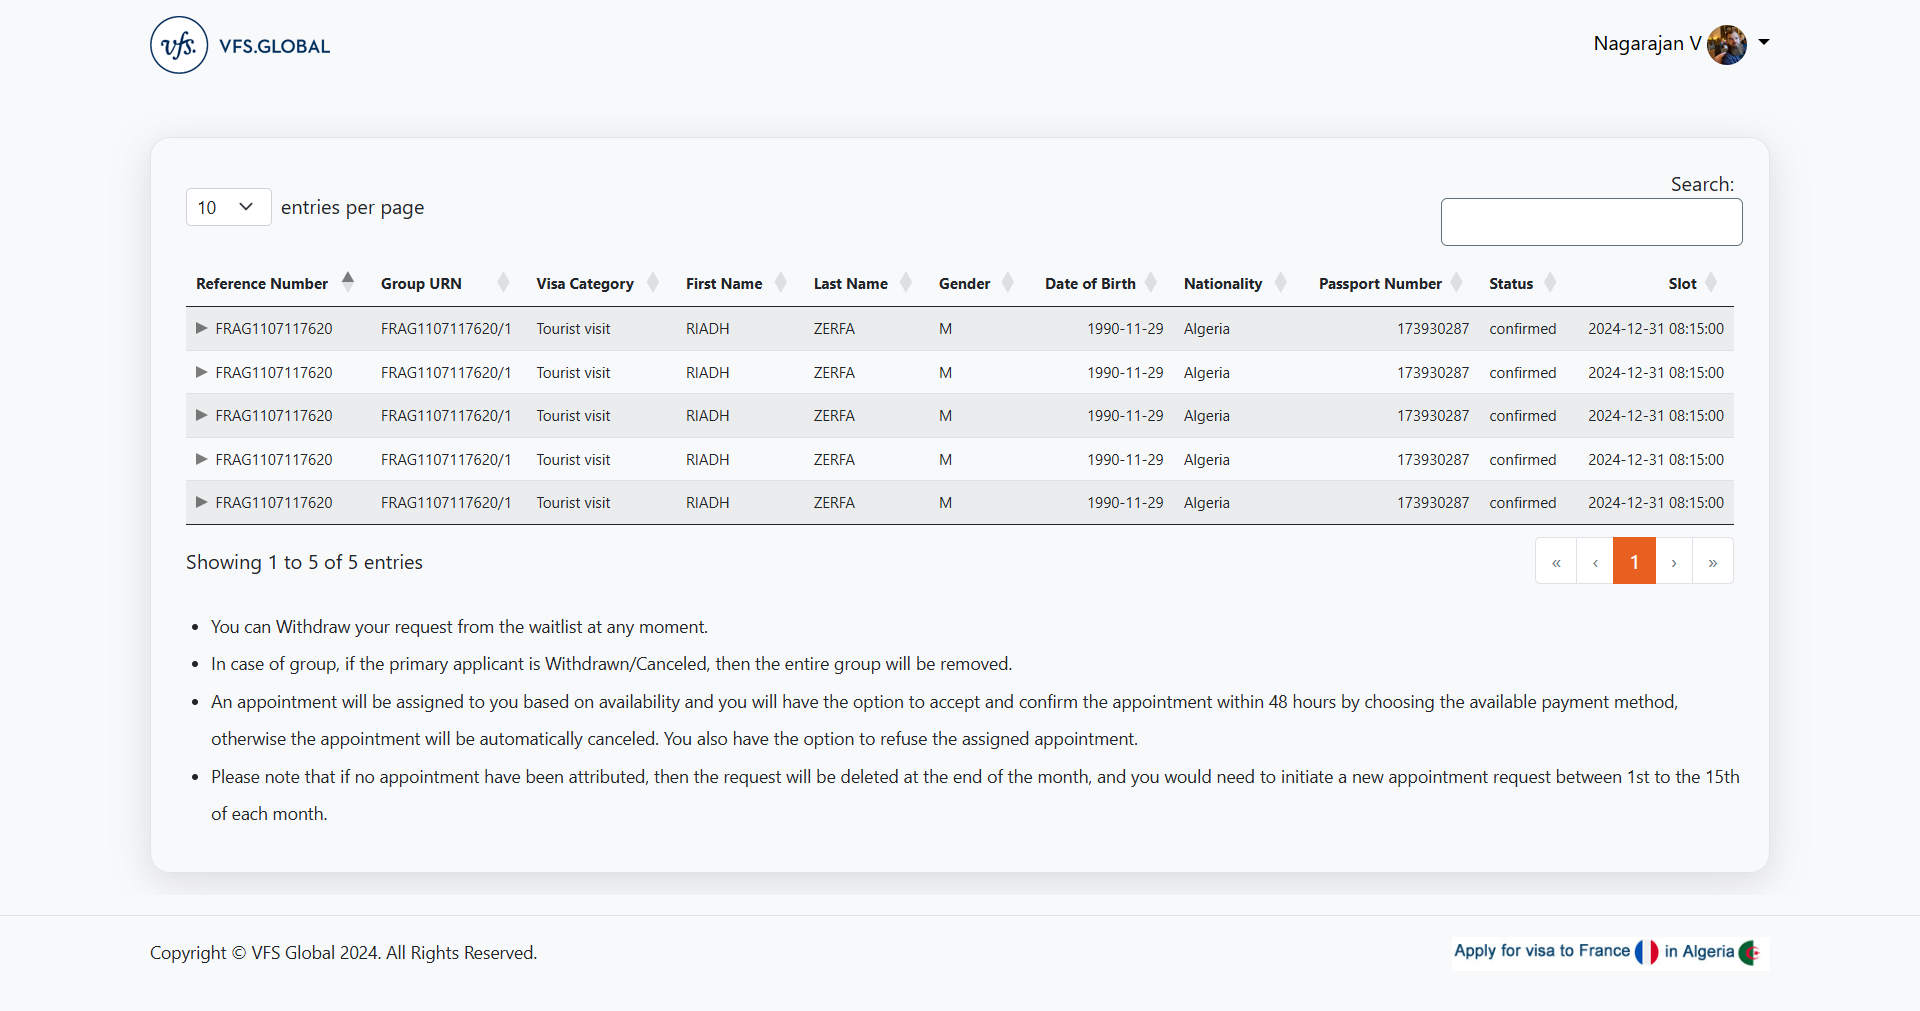 vfs. VFS.GLOBAL
Nagarajan V
Search:
10 entries per page
Reference Number Group URN Visa Category First Name Last Name Gender Date of Birth Nationality Passport Number Status Slot
FRAG1107117620 FRAG1107117620/1 Tourist visit RIADH ZERFA M 1990-11-29 Algeria 173930287 confirmed 2024-12-31 08:15:00
FRAG1107117620 FRAG1107117620/1 Tourist visit RIADH ZERFA M 1990-11-29 Algeria 173930287 confirmed 2024-12-31 08:15:00
FRAG1107117620 FRAG1107117620/1 Tourist visit RIADH ZERFA M 1990-11-29 Algeria 173930287 confirmed 2024-12-31 08:15:00
FRAG1107117620 FRAG1107117620/1 Tourist visit RIADH ZERFA M 1990-11-29 Algeria 173930287 confirmed 2024-12-31 08:15:00
FRAG1107117620 FRAG1107117620/1 Tourist visit RIADH ZERFA M 1990-11-29 Algeria 173930287 confirmed 2024-12-31 08:15:00
Showing 1 to 5 of 5 entries
« ‹ 1 › »
• You can Withdraw your request from the waitlist at any moment.
• In case of group, if the primary applicant is Withdrawn/Canceled, then the entire group will be removed.
• An appointment will be assigned to you based on availability and you will have the option to accept and confirm the appointment within 48 hours by choosing the available payment method,
otherwise the appointment will be automatically canceled. You also have the option to refuse the assigned appointment.
• Please note that if no appointment have been attributed, then the request will be deleted at the end of the month, and you would need to initiate a new appointment request between 1st to the 15th
of each month.
Copyright © VFS Global 2024. All Rights Reserved.
Apply for visa to France in Algeria